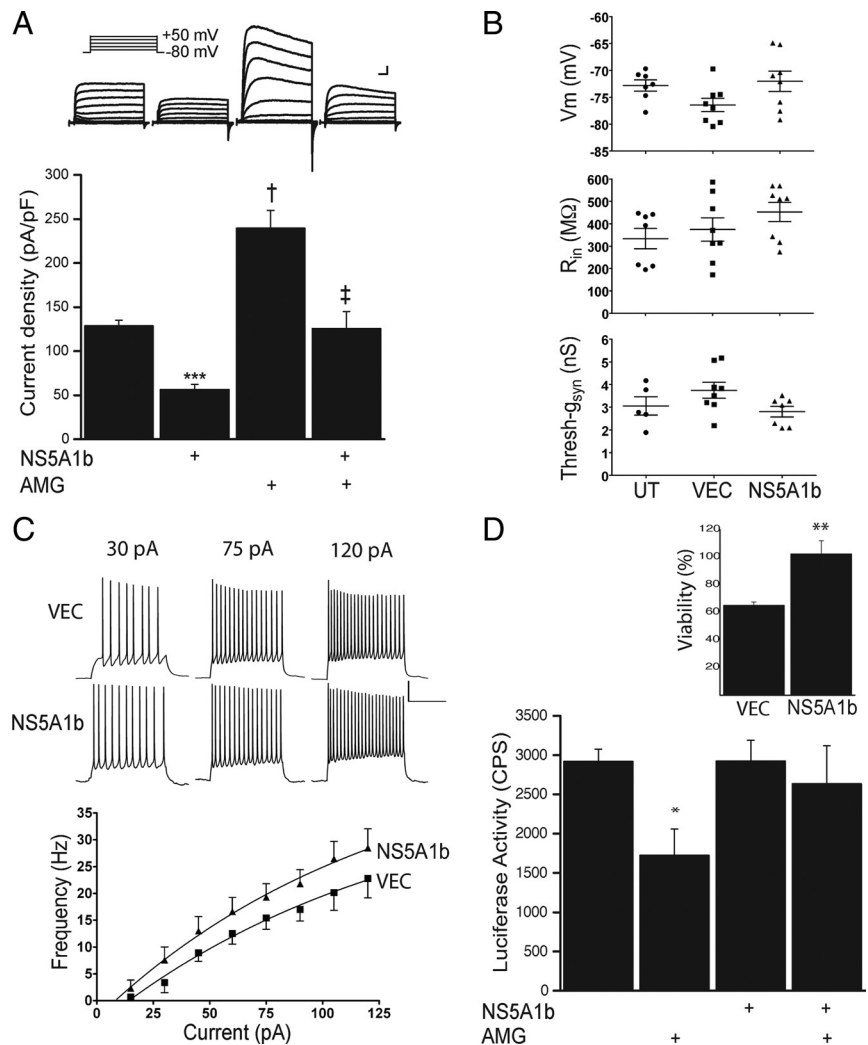 A
+50 mV
-80 mV
Current density (pA/pF)
300
250
200
150
100
50
0
***
†
‡
NS5A1b + +
AMG + +
B
Vm (mV)
-60
-65
-70
-75
-80
-85
Rin (MΩ)
600
500
400
300
200
100
0
Thresh-gsyn (nS)
6
5
4
3
2
1
0
UT VEC NS5A1b
C
30 pA 75 pA 120 pA
VEC
NS5A1b
Frequency (Hz)
35
30
25
20
15
10
5
0
NS5A1b
VEC
0 25 50 75 100 125
Current (pA)
D
Viability (%)
120
100
80
60
40
20
**
VEC NS5A1b
Luciferase Activity (CPS)
3500
3000
2500
2000
1500
1000
500
0
*
NS5A1b + +
AMG + +